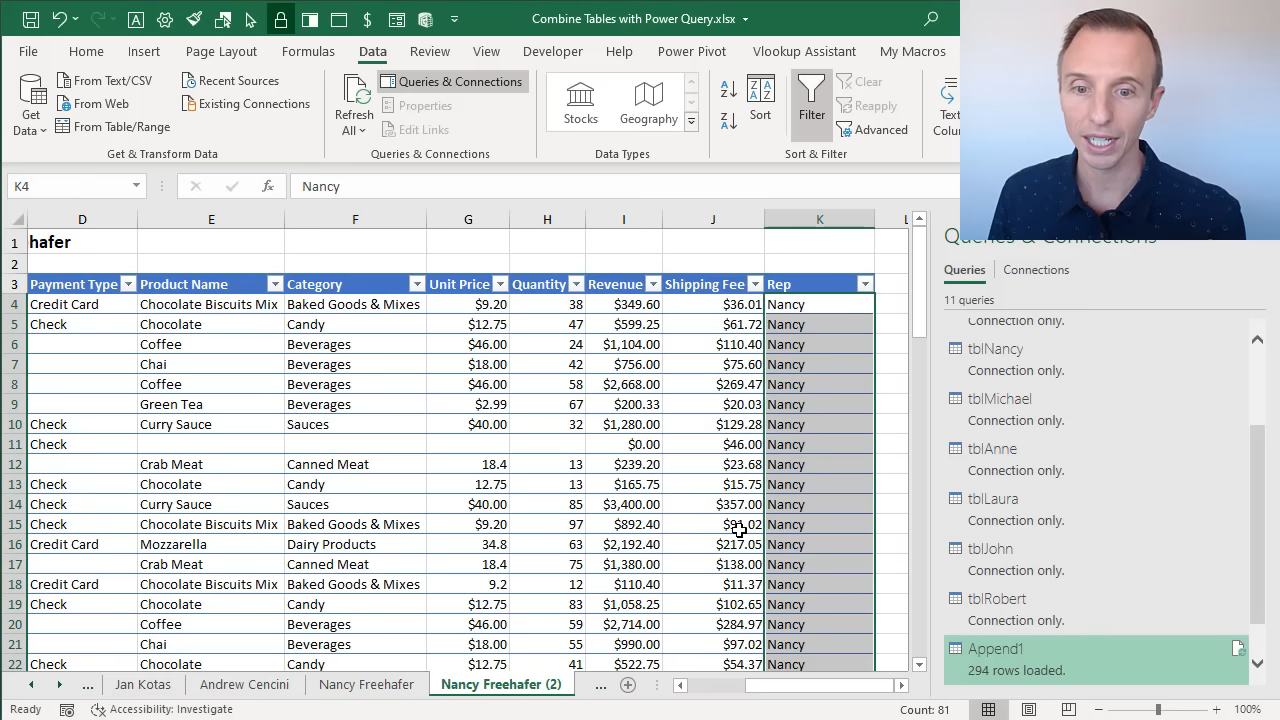 Combine Tables with Power Query.xlsx
File Home Insert Page Layout Formulas Data Review View Developer Help Power Pivot Vlookup Assistant My Macros
Get Data
From Text/CSV
From Web
From Table/Range
Recent Sources
Existing Connections
Get & Transform Data
Refresh All
Queries & Connections
Properties
Edit Links
Queries & Connections
Stocks
Geography
Data Types
Sort
Filter
Clear
Reapply
Advanced
Sort & Filter
Text
K4
fx
Nancy
D E F G H I J K L
1 hafer
2
3 Payment Type Product Name Category Unit Price Quantity Revenue Shipping Fee Rep
4 Credit Card Chocolate Biscuits Mix Baked Goods & Mixes $9.20 38 $349.60 $36.01 Nancy
5 Check Chocolate Candy $12.75 47 $599.25 $61.72 Nancy
6 Coffee Beverages $46.00 24 $1,104.00 $110.40 Nancy
7 Chai Beverages $18.00 42 $756.00 $75.60 Nancy
8 Coffee Beverages $46.00 58 $2,668.00 $269.47 Nancy
9 Green Tea Beverages $2.99 67 $200.33 $20.03 Nancy
10 Check Curry Sauce Sauces $40.00 32 $1,280.00 $129.28 Nancy
11 Check $0.00 $46.00 Nancy
12 Crab Meat Canned Meat 18.4 13 $239.20 $23.68 Nancy
13 Check Chocolate Candy 12.75 13 $165.75 $15.75 Nancy
14 Check Curry Sauce Sauces $40.00 85 $3,400.00 $357.00 Nancy
15 Check Chocolate Biscuits Mix Baked Goods & Mixes $9.20 97 $892.40 Nancy
16 Credit Card Mozzarella Dairy Products 34.8 63 $2,192.40 $217.05 Nancy
17 Crab Meat Canned Meat 18.4 75 $1,380.00 $138.00 Nancy
18 Credit Card Chocolate Biscuits Mix Baked Goods & Mixes 9.2 12 $110.40 $11.37 Nancy
19 Check Chocolate Candy $12.75 83 $1,058.25 $102.65 Nancy
20 Coffee Beverages $46.00 59 $2,714.00 $284.97 Nancy
21 Chai Beverages $18.00 55 $990.00 $97.02 Nancy
22 Check Chocolate Candy $12.75 41 $522.75 $54.37 Nancy
Queries & Connections
Queries Connections
11 queries
Connection only.
tblNancy
Connection only.
tblMichael
Connection only.
tblAnne
Connection only.
tblLaura
Connection only.
tblJohn
Connection only.
tblRobert
Connection only.
Append1
294 rows loaded.
... Jan Kotas Andrew Cencini Nancy Freehafer Nancy Freehafer (2) ...
Ready Accessibility: Investigate Count: 81 100%